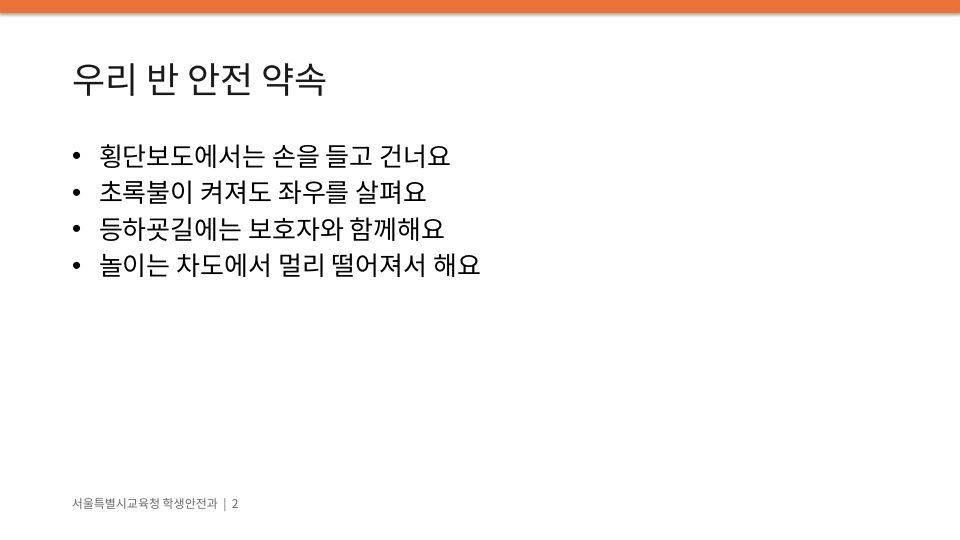 우리 반 안전 약속
• 횡단보도에서는 손을 들고 건너요
• 초록불이 켜져도 좌우를 살펴요
• 등하굣길에는 보호자와 함께해요
• 놀이는 차도에서 멀리 떨어져서 해요
서울특별시교육청 학생안전과 | 2